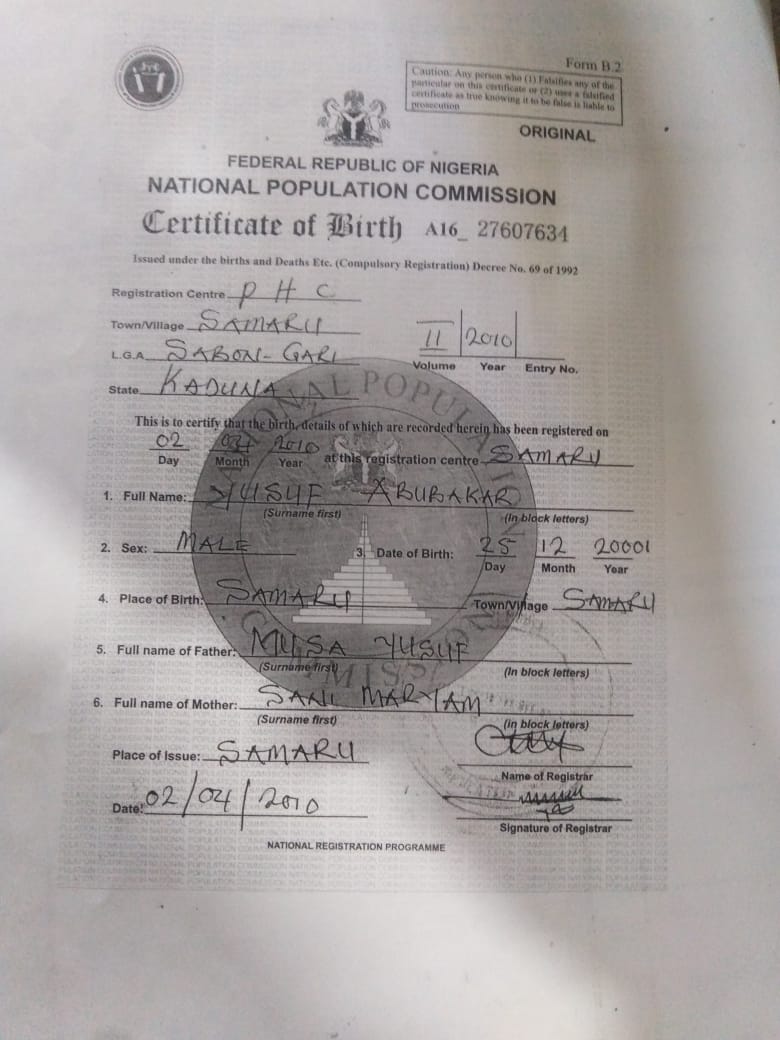 Form B.2
Caution: Any person who (1) Falsifies any of the
particular on this certificate or (2) uses a falsified
certificate as true knowing it to be false is liable to
prosecution
ORIGINAL
FEDERAL REPUBLIC OF NIGERIA
NATIONAL POPULATION COMMISSION
Certificate of Birth A16_ 27607634
Issued under the births and Deaths Etc. (Compulsory Registration) Decree No. 69 of 1992
Registration Centre P H C
Town/Village SAMARU
L.G.A. SABON-GARI
11 2010
Volume Year Entry No.
State KADUNA
This is to certify that the birth, details of which are recorded herein has been registered on
02 04 2010 at this registration centre SAMARU
Day Month Year
1. Full Name: YUSUF ABUBAKAR
(Surname first) (In block letters)
2. Sex: MALE 3. Date of Birth: 25 12 20001
Day Month Year
4. Place of Birth: SAMARU Town/Village SAMARU
5. Full name of Father: MUSA YUSUF
(Surname first) (In block letters)
6. Full name of Mother: SANI MARYAM
(Surname first) (in block letters)
Place of Issue: SAMARU
Name of Registrar
Date: 02/04/2010
Signature of Registrar
NATIONAL REGISTRATION PROGRAMME